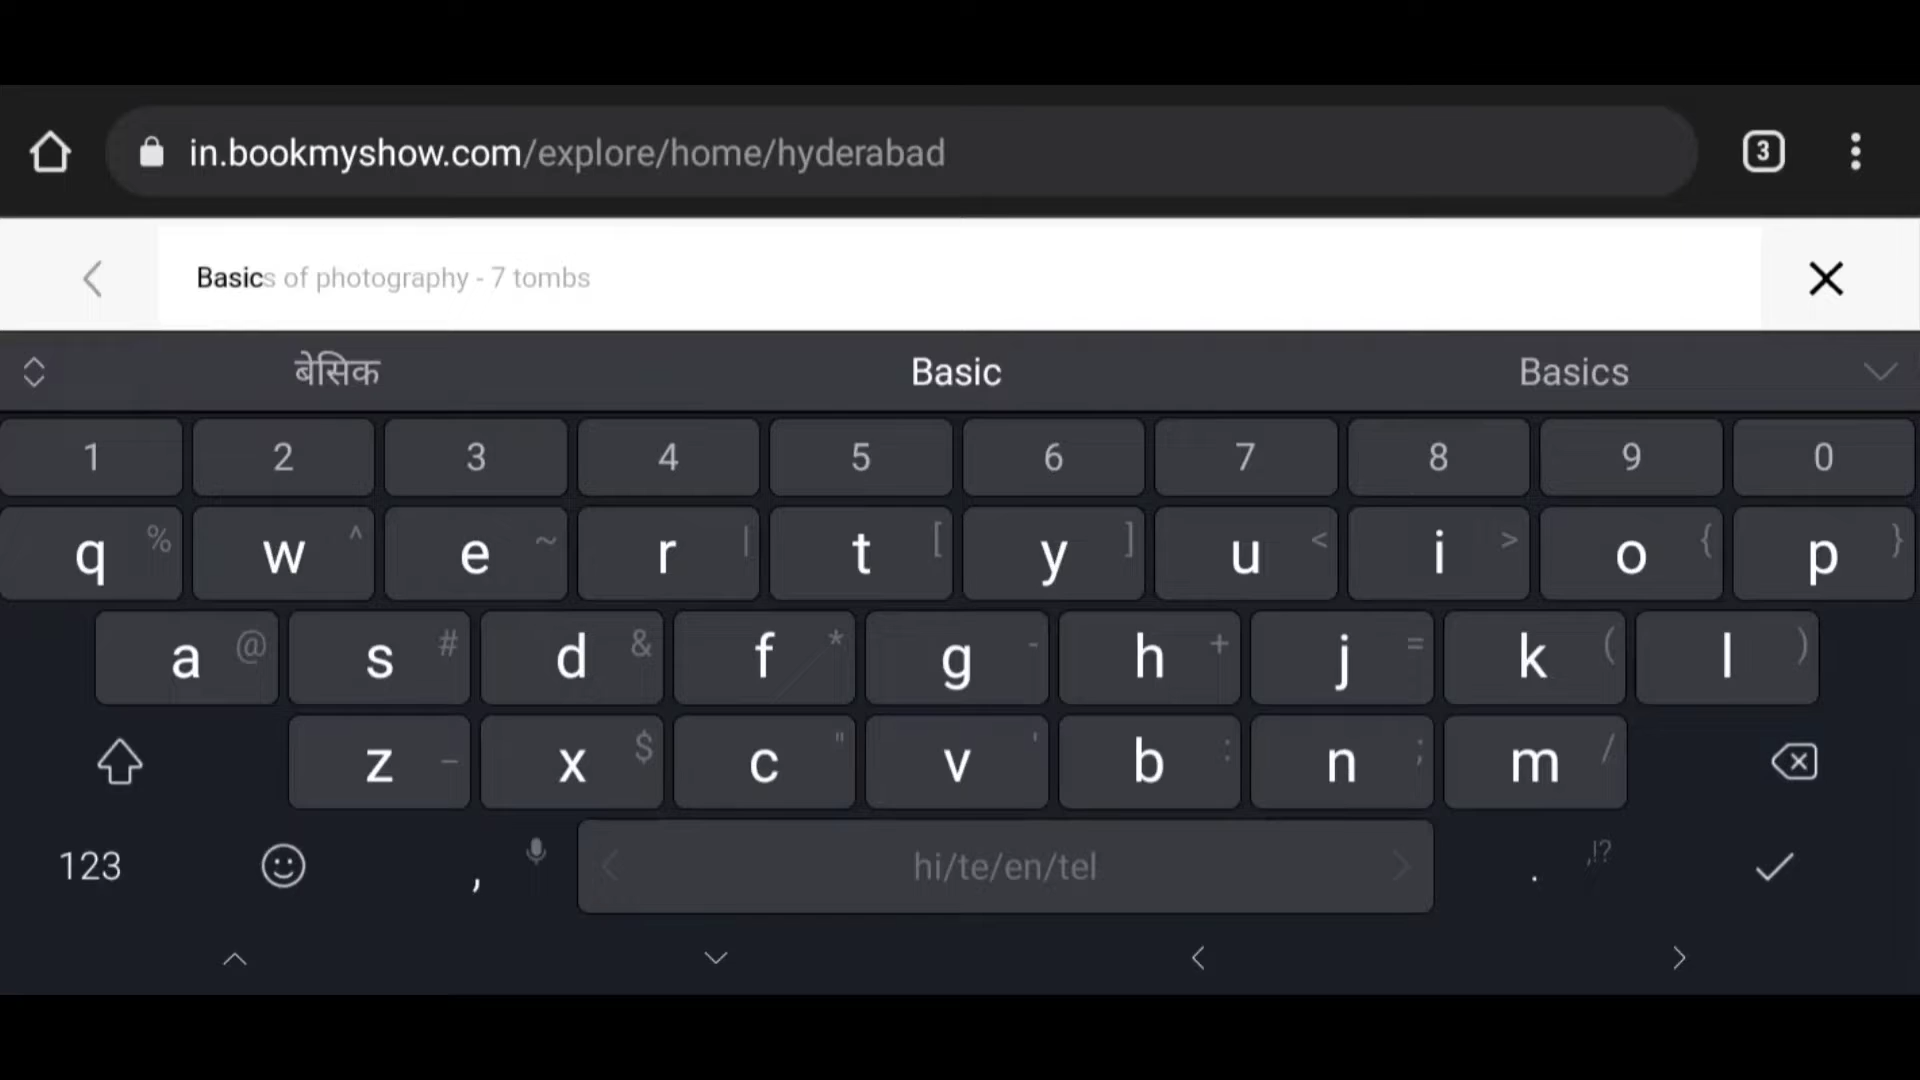 in.bookmyshow.com/explore/home/hyderabad 3
Basics of photography - 7 tombs
बेसिक Basic Basics
1 2 3 4 5 6 7 8 9 0
q % w ^ e ~ r | t [ y ] u < i > o { p }
a @ s # d & f * g - h + j = k ( l )
z _ x $ c " v ' b : n ; m /
123 , hi/te/en/tel . ,!?